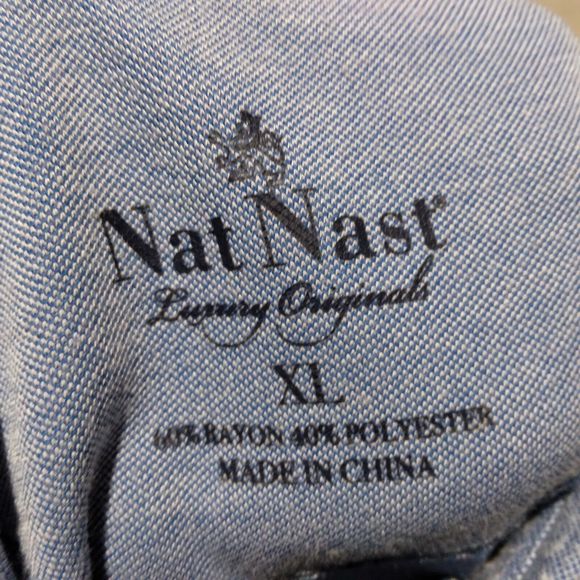 Nat Nast®
Luxury Originals
XL
60% RAYON 40% POLYESTER
MADE IN CHINA